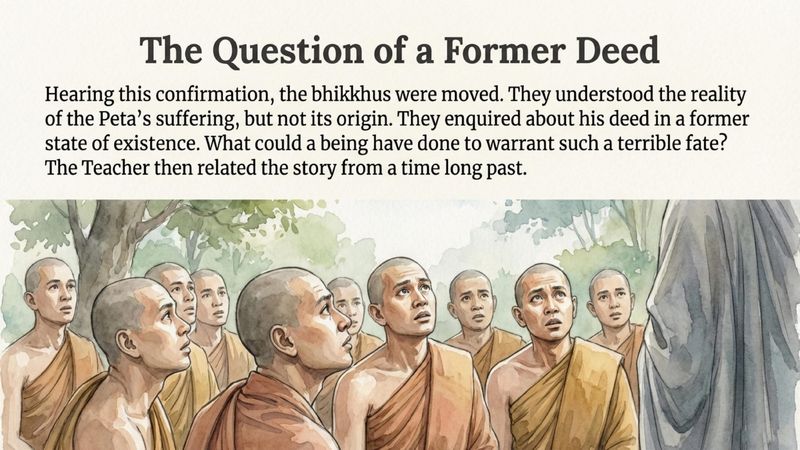 The Question of a Former Deed
Hearing this confirmation, the bhikkhus were moved. They understood the reality
of the Peta’s suffering, but not its origin. They enquired about his deed in a former
state of existence. What could a being have done to warrant such a terrible fate?
The Teacher then related the story from a time long past.